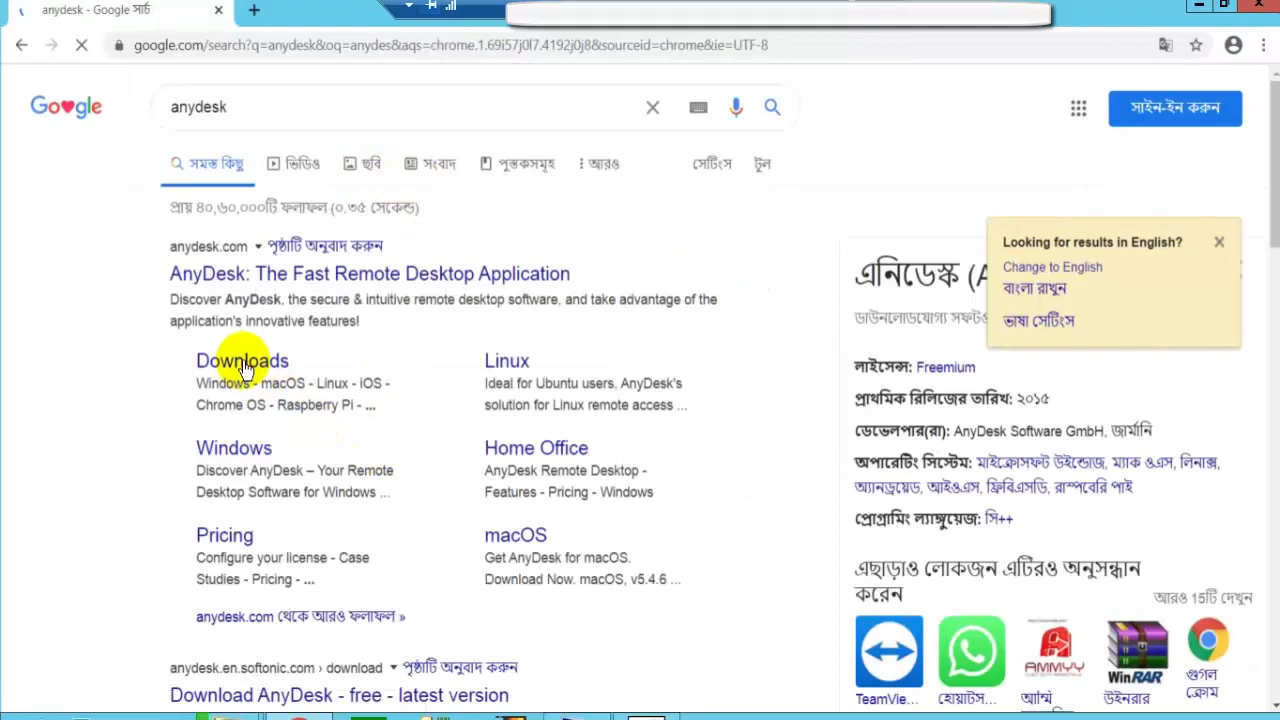 anydesk - Google সার্চ
google.com/search?q=anydesk&oq=anydes&aqs=chrome.1.69i57j0l7.4192j0j8&sourceid=chrome&ie=UTF-8
anydesk
সাইন-ইন করুন
সমস্ত কিছু ভিডিও ছবি সংবাদ পুস্তকসমূহ আরও সেটিংস টুল
প্রায় ৪০,৬০,০০০টি ফলাফল (০.৩৫ সেকেন্ড)
anydesk.com পৃষ্ঠাটি অনুবাদ করুন
AnyDesk: The Fast Remote Desktop Application
Discover AnyDesk, the secure & intuitive remote desktop software, and take advantage of the
application's innovative features!
Downloads
Windows - macOS - Linux - iOS -
Chrome OS - Raspberry Pi - ...
Linux
Ideal for Ubuntu users, AnyDesk's
solution for Linux remote access ...
Windows
Discover AnyDesk – Your Remote
Desktop Software for Windows ...
Home Office
AnyDesk Remote Desktop -
Features - Pricing - Windows
Pricing
Configure your license - Case
Studies - Pricing - ...
macOS
Get AnyDesk for macOS.
Download Now. macOS, v5.4.6 ...
anydesk.com থেকে আরও ফলাফল »
anydesk.en.softonic.com › download পৃষ্ঠাটি অনুবাদ করুন
Download AnyDesk - free - latest version
Looking for results in English?
Change to English
বাংলা রাখুন
ভাষা সেটিংস
এনিডেস্ক
ডাউনলোডযোগ্য
লাইসেন্স: Freemium
প্রাথমিক রিলিজের তারিখ: ২০১৫
ডেভেলপার(রা): AnyDesk Software GmbH, জার্মানি
অপারেটিং সিস্টেম: মাইক্রোসফট উইন্ডোজ, ম্যাক ওএস, লিনাক্স,
অ্যানড্রয়েড, আইওএস, ফ্রিবিএসডি, রাস্পবেরি পাই
প্রোগ্রামিং ল্যাঙ্গুয়েজ: সি++
এছাড়াও লোকজন এটিরও অনুসন্ধান
করেন
আরও 15টি দেখুন
AMMYY
WinRAR
TeamVie...
হোয়াটস...
আম্মি
উইনরার
গুগল
ক্রোম